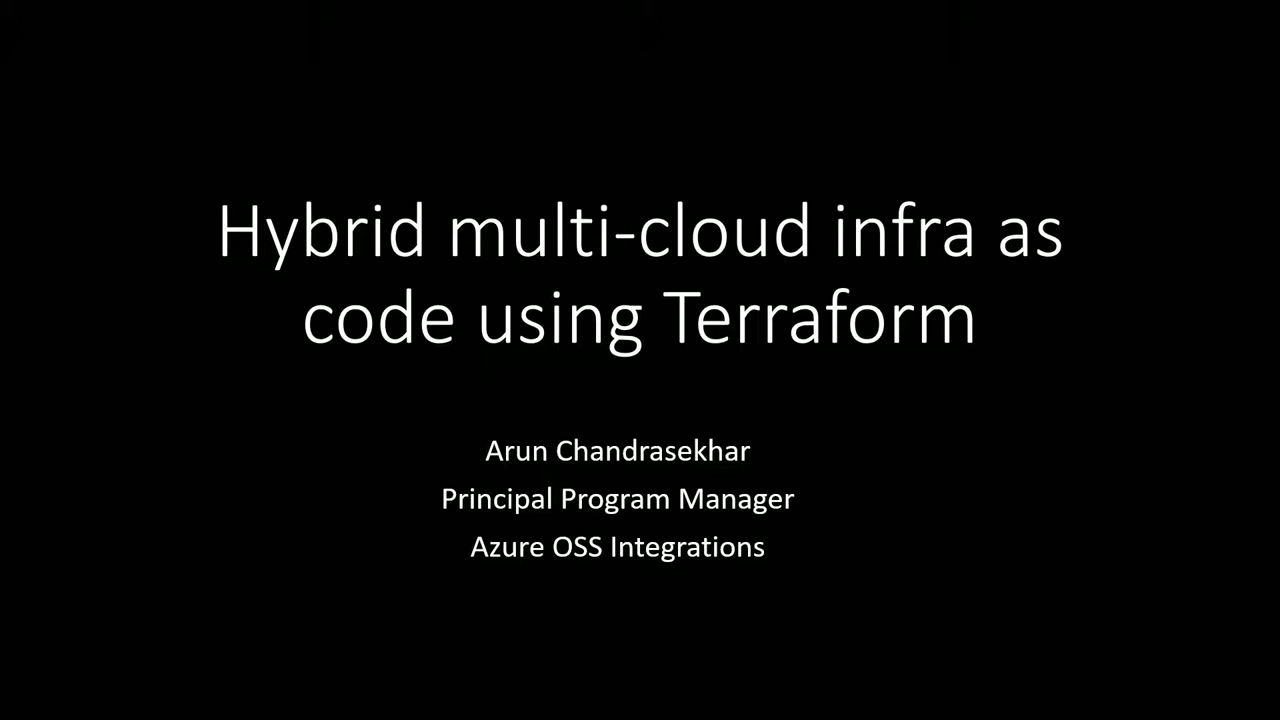 Hybrid multi-cloud infra as
code using Terraform
Arun Chandrasekhar
Principal Program Manager
Azure OSS Integrations